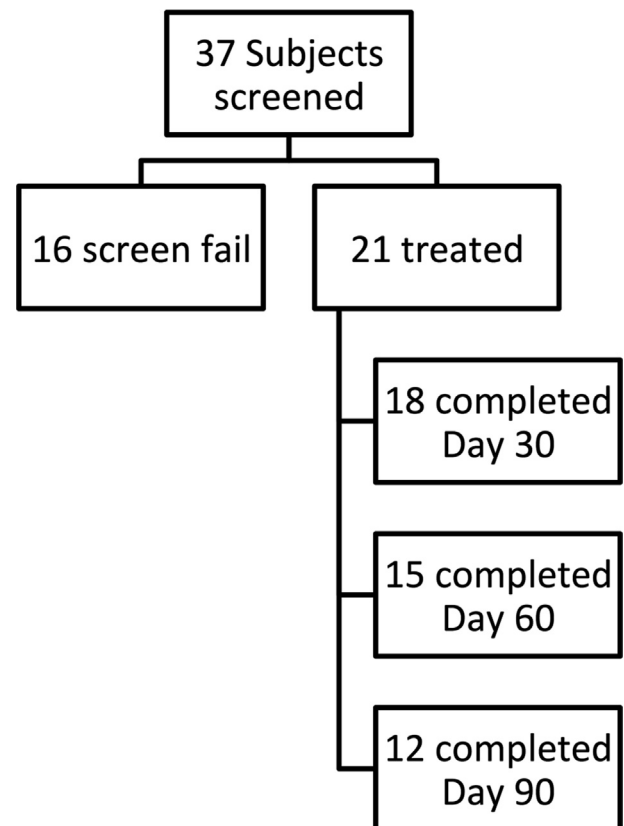 37 Subjects
screened
16 screen fail
21 treated
18 completed
Day 30
15 completed
Day 60
12 completed
Day 90